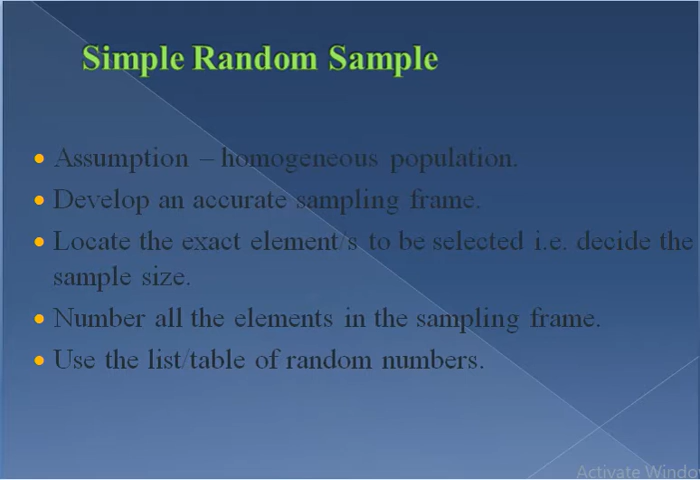 Simple Random Sample
Assumption – homogeneous population.
Develop an accurate sampling frame.
Locate the exact element/s to be selected i.e. decide the
sample size.
Number all the elements in the sampling frame.
Use the list/table of random numbers.
Activate Windo